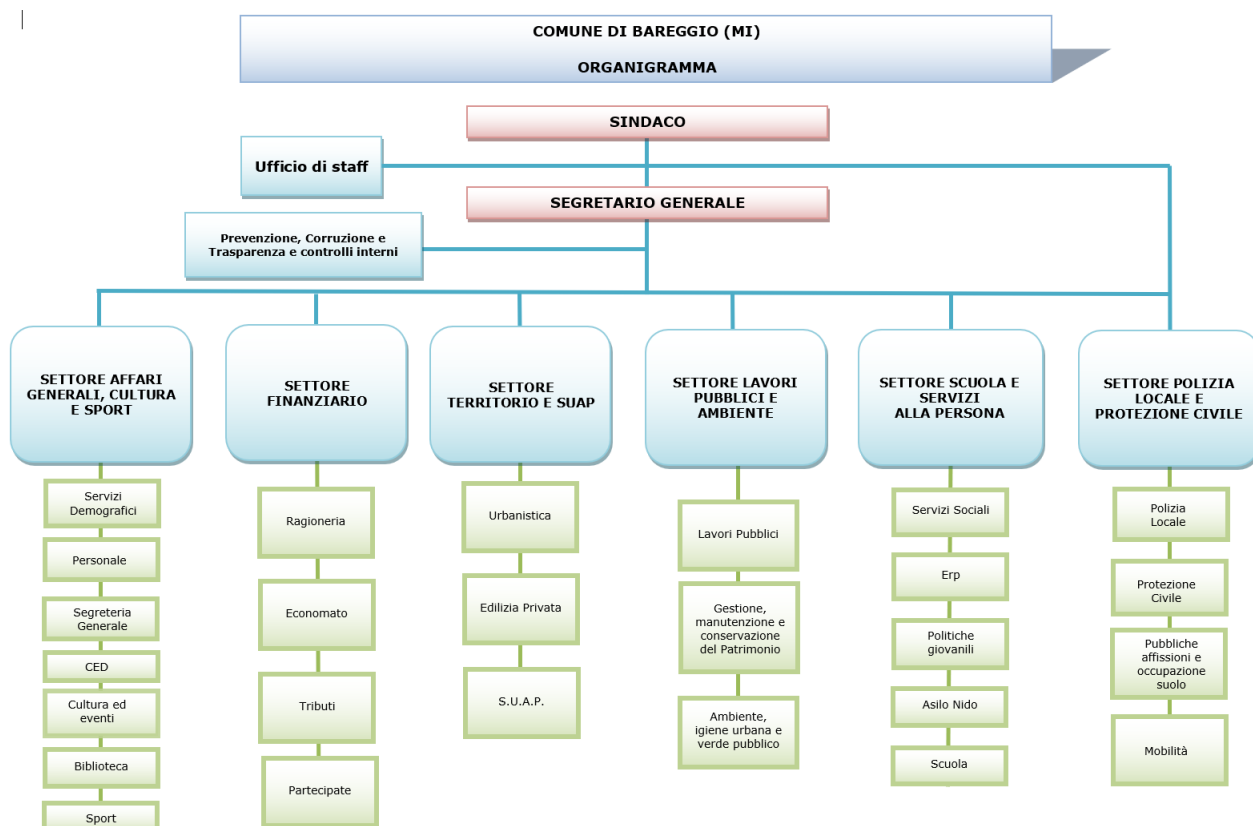 COMUNE DI BAREGGIO (MI)
ORGANIGRAMMA
SINDACO
Ufficio di staff
SEGRETARIO GENERALE
Prevenzione, Corruzione e
Trasparenza e controlli interni
SETTORE AFFARI
GENERALI, CULTURA
E SPORT
SETTORE
FINANZIARIO
SETTORE
TERRITORIO E SUAP
SETTORE LAVORI
PUBBLICI E
AMBIENTE
SETTORE SCUOLA E
SERVIZI
ALLA PERSONA
SETTORE POLIZIA
LOCALE E
PROTEZIONE CIVILE
Servizi
Demografici
Personale
Segreteria
Generale
CED
Cultura ed
eventi
Biblioteca
Sport
Ragioneria
Economato
Tributi
Partecipate
Urbanistica
Edilizia Privata
S.U.A.P.
Lavori Pubblici
Gestione,
manutenzione e
conservazione
del Patrimonio
Ambiente,
igiene urbana e
verde pubblico
Servizi Sociali
Erp
Politiche
giovanili
Asilo Nido
Scuola
Polizia
Locale
Protezione
Civile
Pubbliche
affissioni e
occupazione
suolo
Mobilità